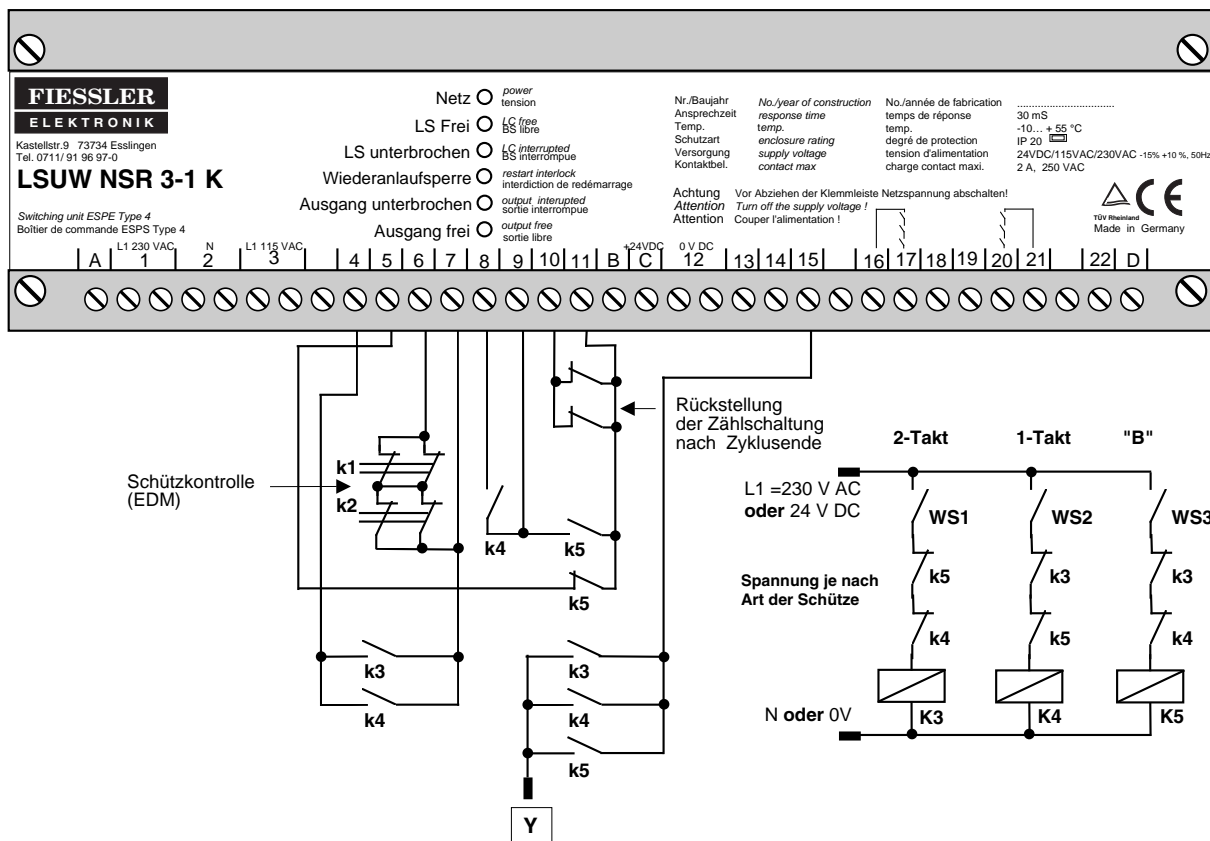 FIESSLER
ELEKTRONIK
Kastellstr.9 73734 Esslingen
Tel. 0711/ 91 96 97-0
LSUW NSR 3-1 K
Switching unit ESPE Type 4
Boîtier de commande ESPS Type 4
Netz power
tension
LS Frei LC free
BS libre
LS unterbrochen LC interrupted
BS interrompue
Wiederanlaufsperre restart interlock
interdiction de redémarrage
Ausgang unterbrochen output interupted
sortie interrompue
Ausgang frei output free
sortie libre
Nr./Baujahr No./year of construction No./année de fabrication ................................
Ansprechzeit response time temps de réponse 30 mS
Temp. temp. temp. -10... + 55 °C
Schutzart enclosure rating degré de protection IP 20
Versorgung supply voltage tension d'alimentation 24VDC/115VAC/230VAC -15% +10 %, 50Hz
Kontaktbel. contact max charge contact maxi. 2 A, 250 VAC
Achtung Vor Abziehen der Klemmleiste Netzspannung abschalten!
Attention Turn off the supply voltage !
Attention Couper l'alimentation !
TÜV Rheinland
CE
Made in Germany
L1 230 VAC N L1 115 VAC +24VDC 0 V DC
A 1 2 3 4 5 6 7 8 9 10 11 B C 12 13 14 15 16 17 18 19 20 21 22 D
Rückstellung
der Zählschaltung
nach Zyklusende
Schützkontrolle
(EDM)
k1
k2
k4
k5
k5
k3
k4
k3
k4
k5
Y
2-Takt 1-Takt "B"
L1 =230 V AC
oder 24 V DC
WS1 WS2 WS3
Spannung je nach
Art der Schütze
k5 k3 k3
k4 k5 k4
N oder 0V
K3 K4 K5